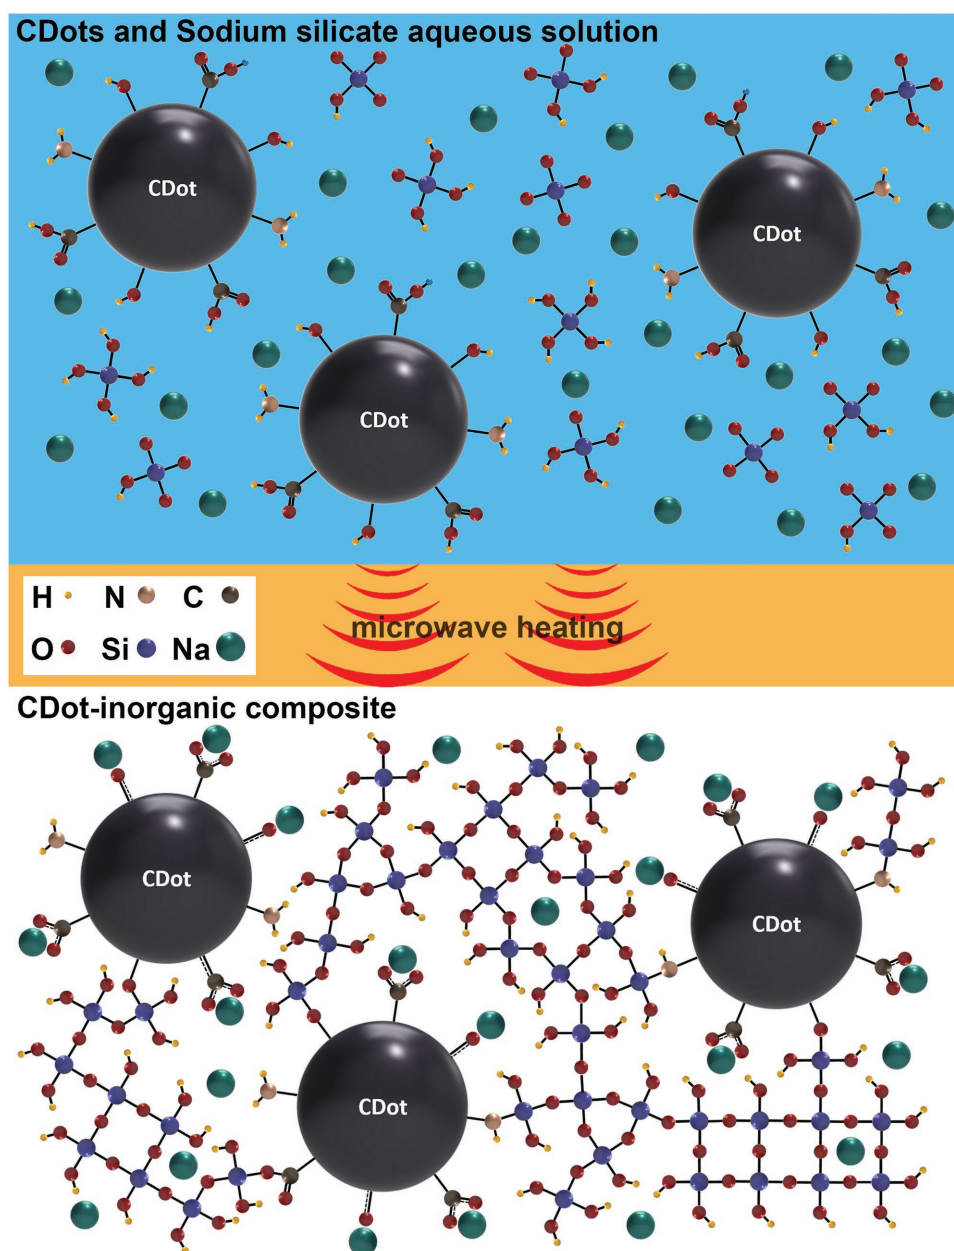 CDots and Sodium silicate aqueous solution
CDot
CDot
CDot
H N C
O Si Na
microwave heating
CDot-inorganic composite
CDot
CDot
CDot